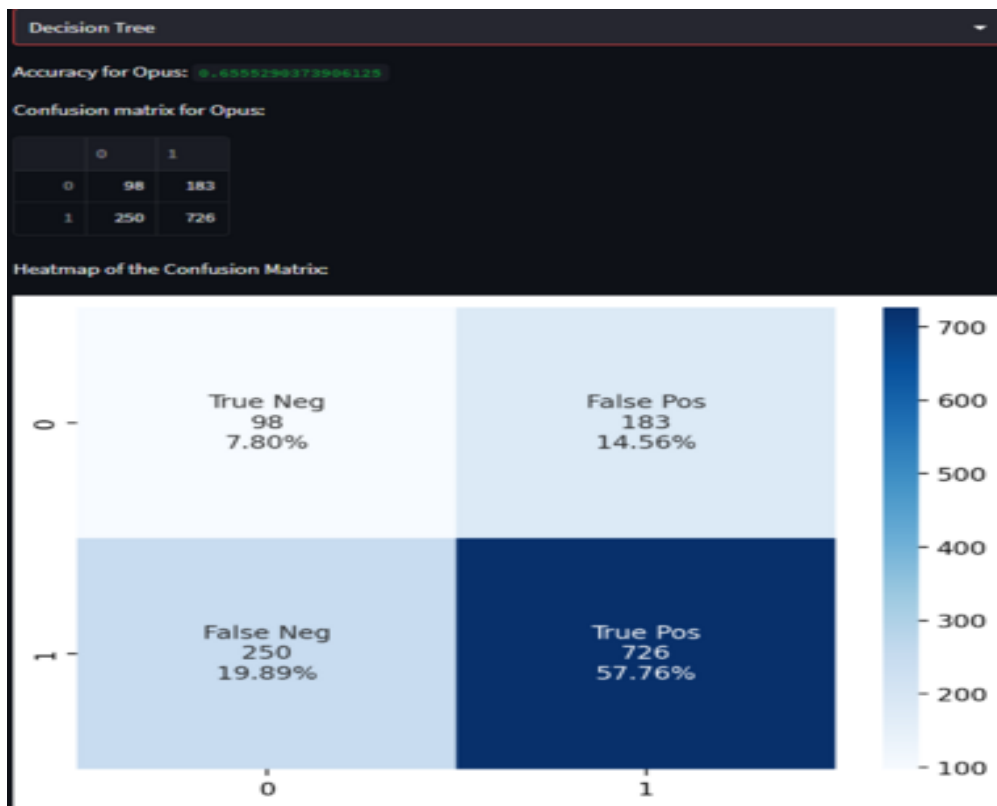 Decision Tree
Accuracy for Opus: 0.6555290373906125
Confusion matrix for Opus:
0 1
0 98 183
1 250 726
Heatmap of the Confusion Matrix:
700
True Neg False Pos
600
0 98 183
7.80% 14.56%
500
400
300
False Neg True Pos
1 250 726
19.89% 57.76%
200
100
0 1